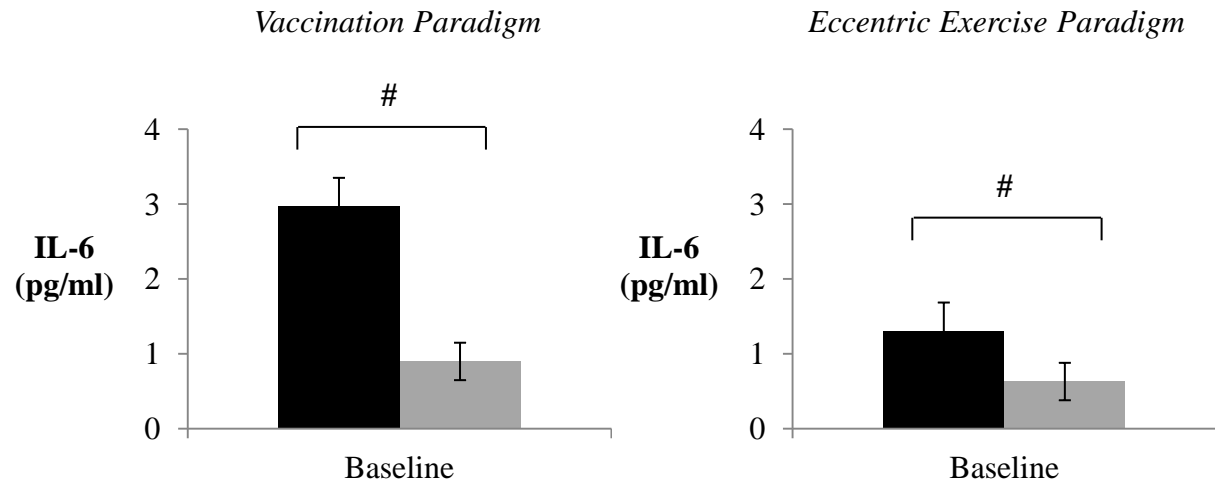 Vaccination Paradigm
#
4
3
2
1
0
IL-6
(pg/ml)
Baseline
Eccentric Exercise Paradigm
#
4
3
2
1
0
IL-6
(pg/ml)
Baseline